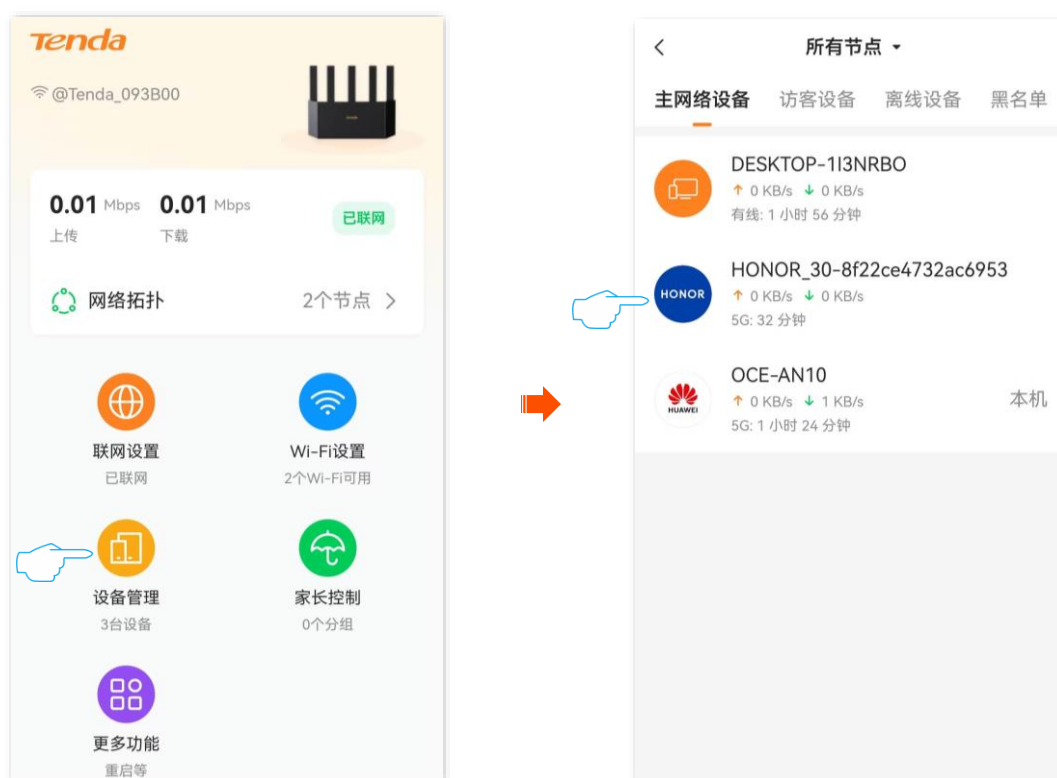 Tenda
@Tenda_093B00
0.01 Mbps 0.01 Mbps
上传 下载
已联网
网络拓扑 2个节点
联网设置 Wi-Fi设置
已联网 2个Wi-Fi可用
设备管理 家长控制
3台设备 0个分组
更多功能
重启等
所有节点
主网络设备 访客设备 离线设备 黑名单
DESKTOP-1I3NRBO
↑ 0 KB/s ↓ 0 KB/s
有线: 1 小时 56 分钟
HONOR
HONOR_30-8f22ce4732ac6953
↑ 0 KB/s ↓ 0 KB/s
5G: 32 分钟
HUAWEI
OCE-AN10
↑ 0 KB/s ↓ 1 KB/s
本机
5G: 1 小时 24 分钟